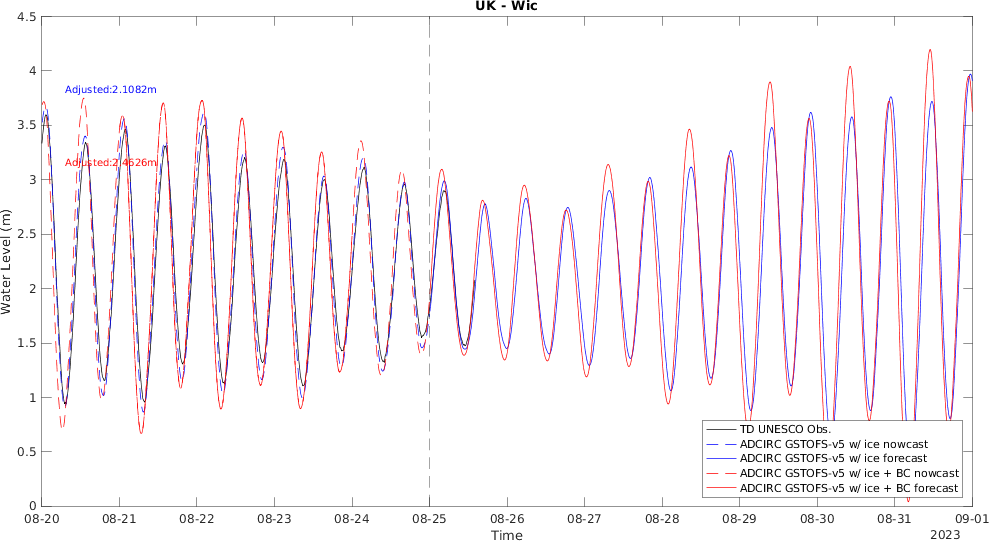 UK - Wic
4.5
4
3.5
3
2.5
2
1.5
1
0.5
0
Water Level (m)
Adjusted:2.1082m
Adjusted:2.4526m
TD UNESCO Obs.
ADCIRC GSTOFS-v5 w/ ice nowcast
ADCIRC GSTOFS-v5 w/ ice forecast
ADCIRC GSTOFS-v5 w/ ice + BC nowcast
ADCIRC GSTOFS-v5 w/ ice + BC forecast
08-20 08-21 08-22 08-23 08-24 08-25 08-26 08-27 08-28 08-29 08-30 08-31 09-01
Time
2023